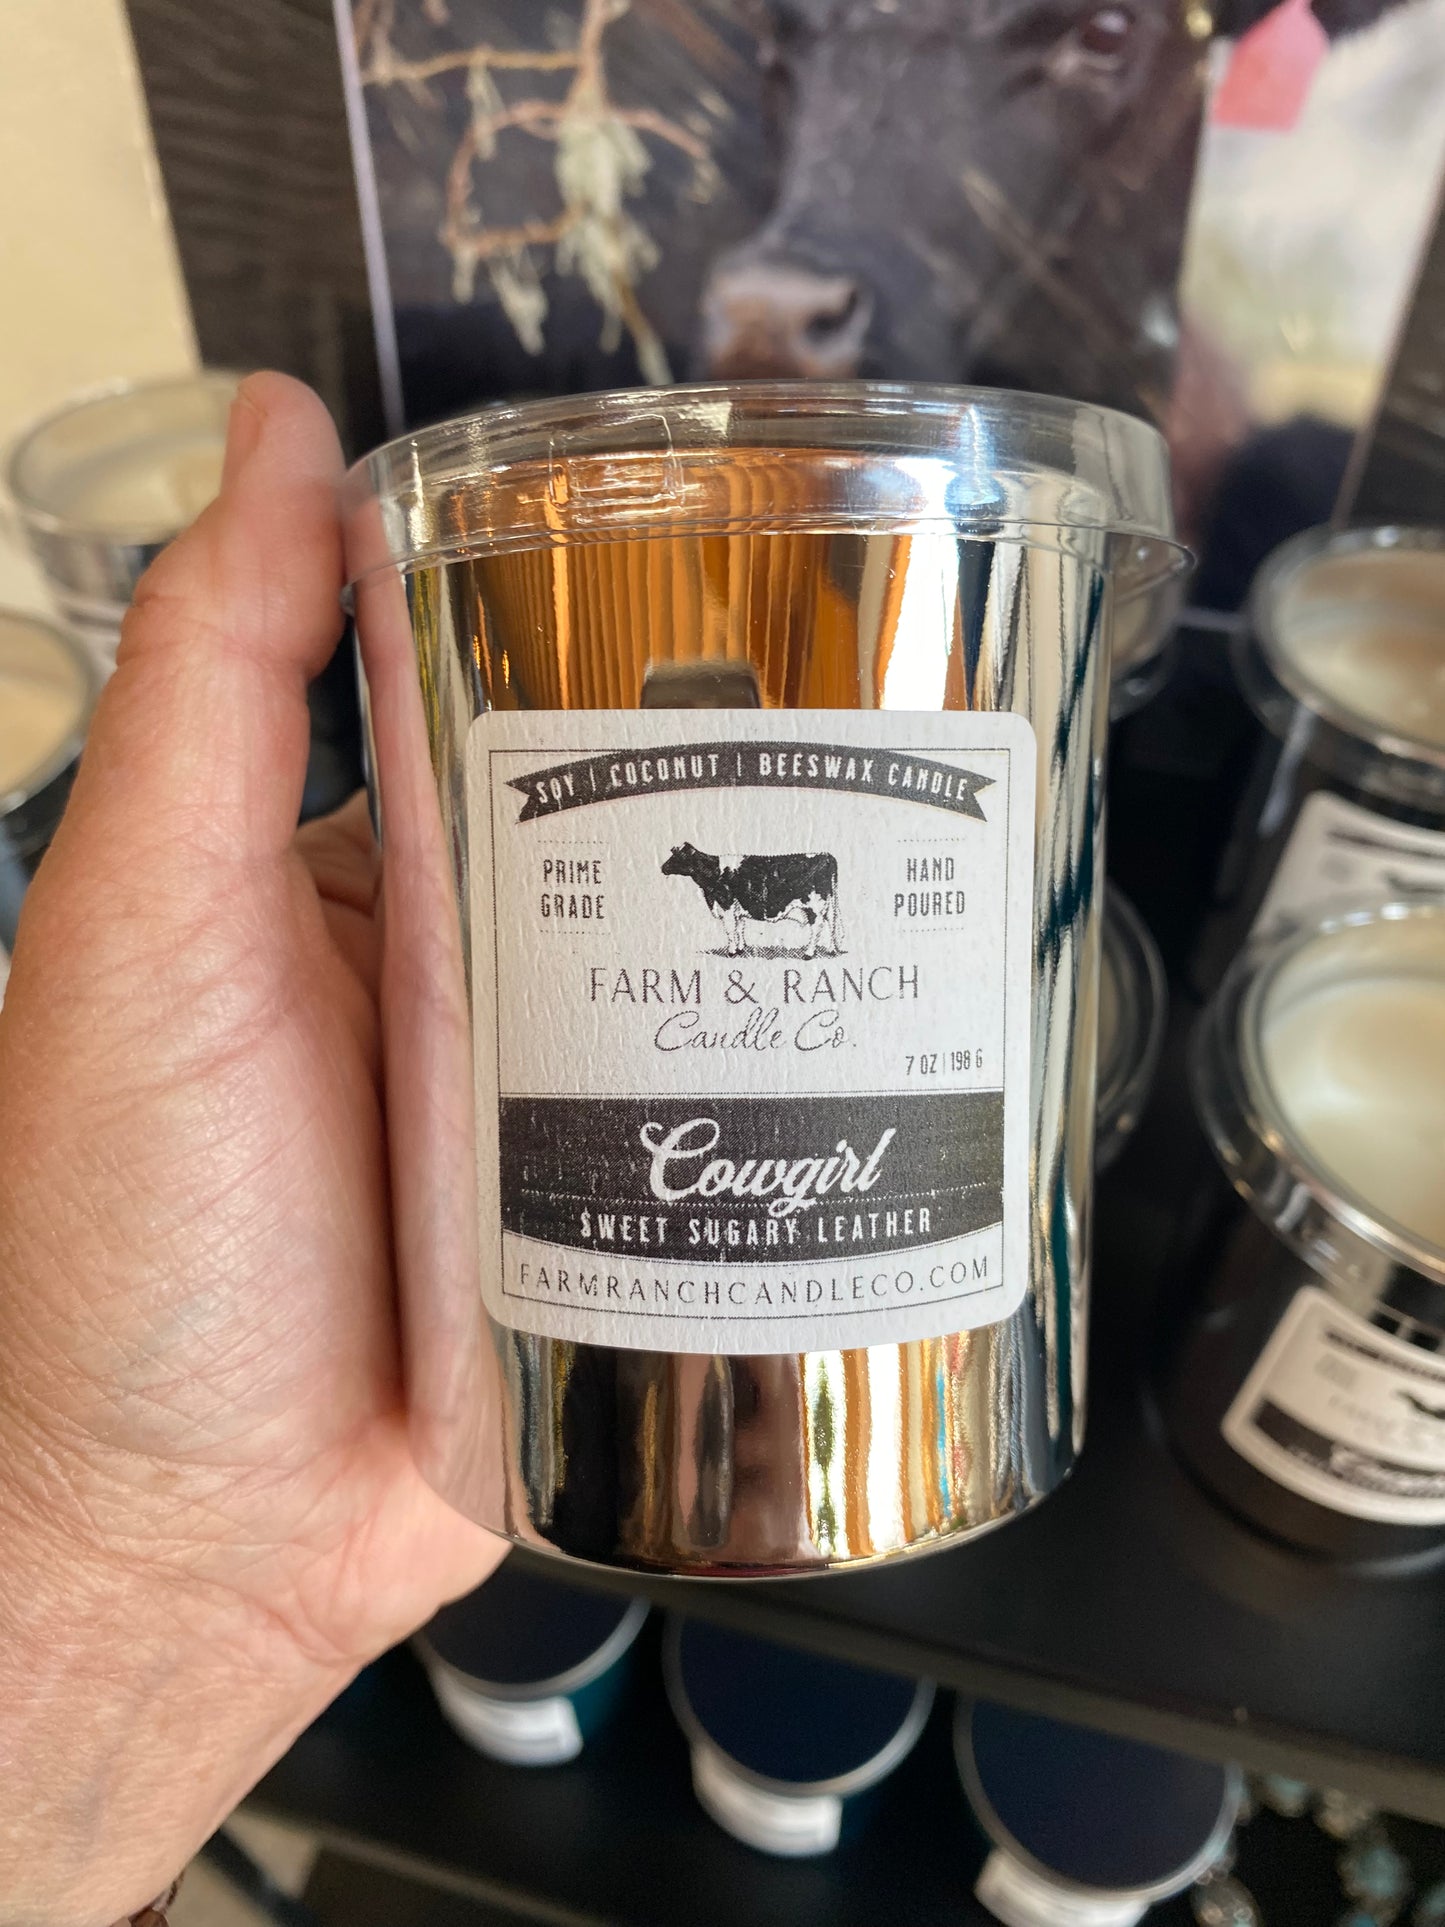 SOY | COCONUT | BEESWAX CANDLE
PRIME GRADE
HAND POURED
FARM & RANCH
Candle Co.
7 OZ | 198 G
Cowgirl
SWEET SUGARY LEATHER
FARMRANCHCANDLECO.COM